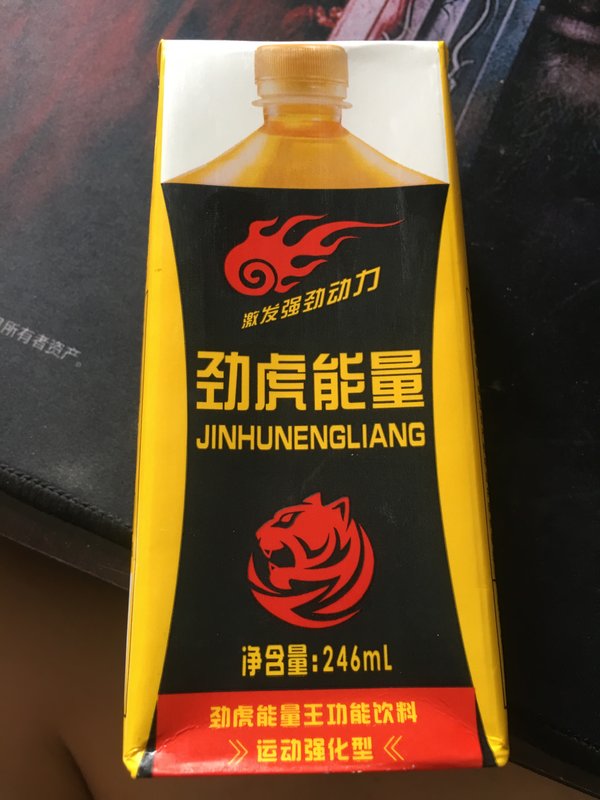 激发强劲动力
劲虎能量
JINHUNENGLIANG
净含量:246mL
劲虎能量王功能饮料
》运动强化型《
所有者资产。